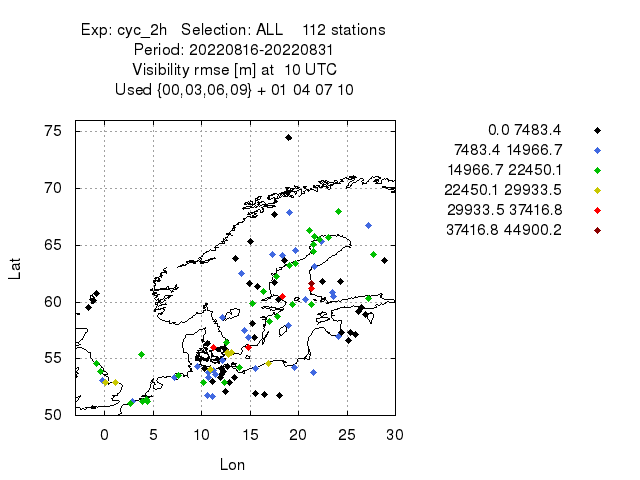 Exp: cyc_2h   Selection: ALL    112 stations
Period: 20220816-20220831
Visibility rmse [m] at  10 UTC
Used {00,03,06,09} + 01 04 07 10
0.0 7483.4
7483.4 14966.7
14966.7 22450.1
22450.1 29933.5
29933.5 37416.8
37416.8 44900.2
75
70
65
60
55
50
Lat
0 5 10 15 20 25 30
Lon